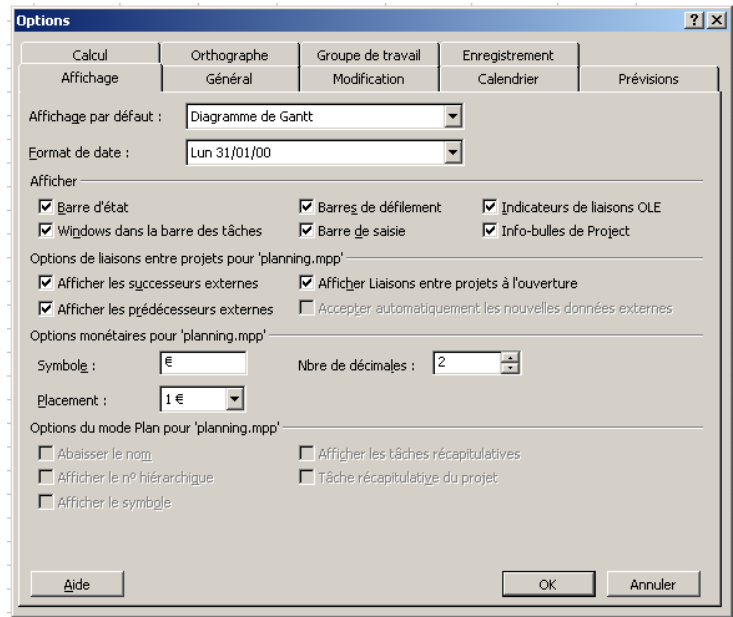 Options
Calcul Orthographe Groupe de travail Enregistrement
Affichage Général Modification Calendrier Prévisions
Affichage par défaut : Diagramme de Gantt
Format de date : Lun 31/01/00
Afficher
Barre d'état Barres de défilement Indicateurs de liaisons OLE
Windows dans la barre des tâches Barre de saisie Info-bulles de Project
Options de liaisons entre projets pour 'planning.mpp'
Afficher les successeurs externes Afficher Liaisons entre projets à l'ouverture
Afficher les prédécesseurs externes Accepter automatiquement les nouvelles données externes
Options monétaires pour 'planning.mpp'
Symbole : € Nbre de décimales : 2
Placement : 1 €
Options du mode Plan pour 'planning.mpp'
Abaisser le nom Afficher les tâches récapitulatives
Afficher le nº hiérarchique Tâche récapitulative du projet
Afficher le symbole
Aide OK Annuler